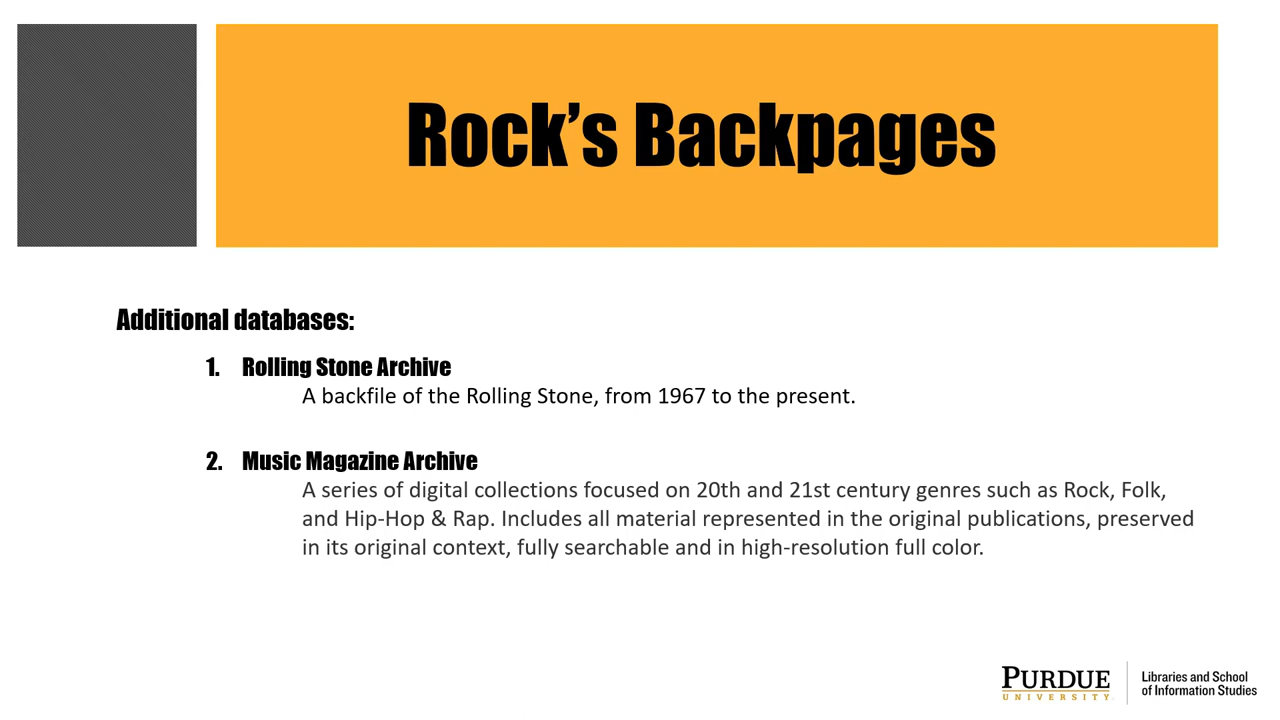 Rock’s Backpages
Additional databases:
1. Rolling Stone Archive
A backfile of the Rolling Stone, from 1967 to the present.
2. Music Magazine Archive
A series of digital collections focused on 20th and 21st century genres such as Rock, Folk,
and Hip-Hop & Rap. Includes all material represented in the original publications, preserved
in its original context, fully searchable and in high-resolution full color.
PURDUE
UNIVERSITY
Libraries and School
of Information Studies